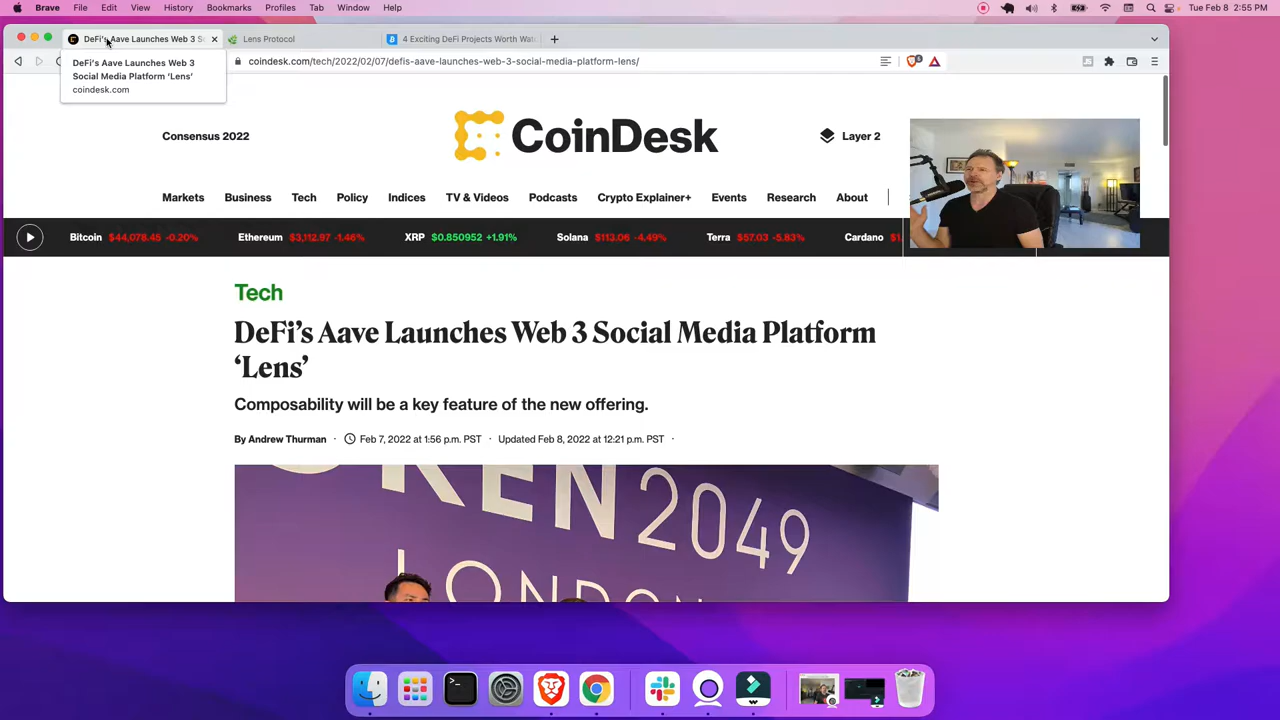 Brave File Edit View History Bookmarks Profiles Tab Window Help
Tue Feb 8 2:55 PM
DeFi's Aave Launches Web 3 S
Lens Protocol
4 Exciting DeFi Projects Worth Wat
coindesk.com/tech/2022/02/07/defis-aave-launches-web-3-social-media-platform-lens/
DeFi's Aave Launches Web 3
Social Media Platform 'Lens'
coindesk.com
Consensus 2022
CoinDesk
Layer 2
Markets Business Tech Policy Indices TV & Videos Podcasts Crypto Explainer+ Events Research About
Bitcoin $44,078.45 -0.20% Ethereum $3,112.97 -1.46% XRP $0.850952 +1.91% Solana $113.06 -4.49% Terra $57.03 -5.83% Cardano
Tech
DeFi's Aave Launches Web 3 Social Media Platform
'Lens'
Composability will be a key feature of the new offering.
By Andrew Thurman · Feb 7, 2022 at 1:56 p.m. PST · Updated Feb 8, 2022 at 12:21 p.m. PST ·
KEN2049
LONDON